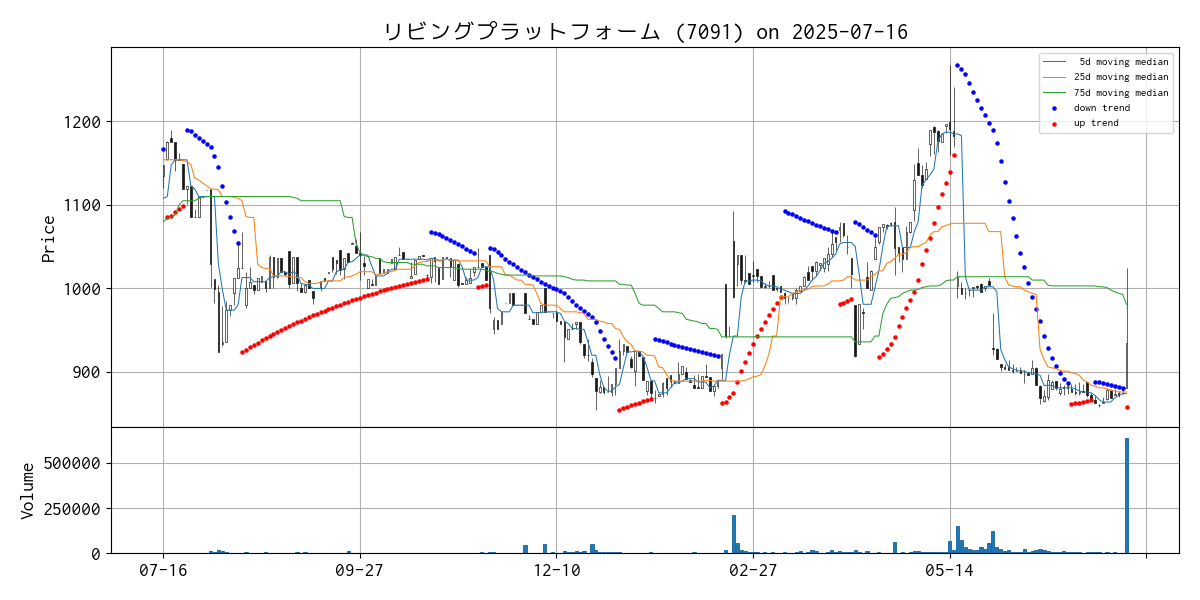 リビングプラットフォーム (7091) on 2025-07-16
5d moving median
25d moving median
75d moving median
down trend
up trend
Price
1200
1100
1000
900
Volume
500000
250000
0
07-16
09-27
12-10
02-27
05-14